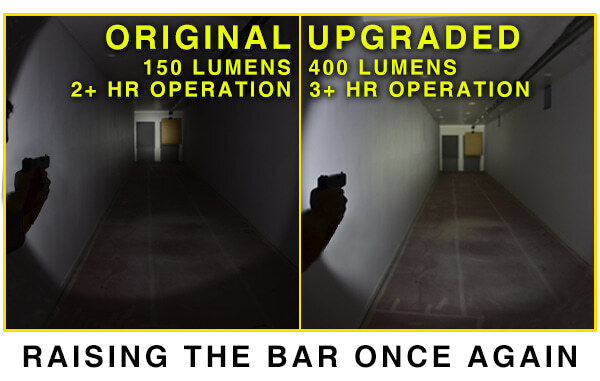 ORIGINAL
150 LUMENS
2+ HR OPERATION
UPGRADED
400 LUMENS
3+ HR OPERATION
RAISING THE BAR ONCE AGAIN